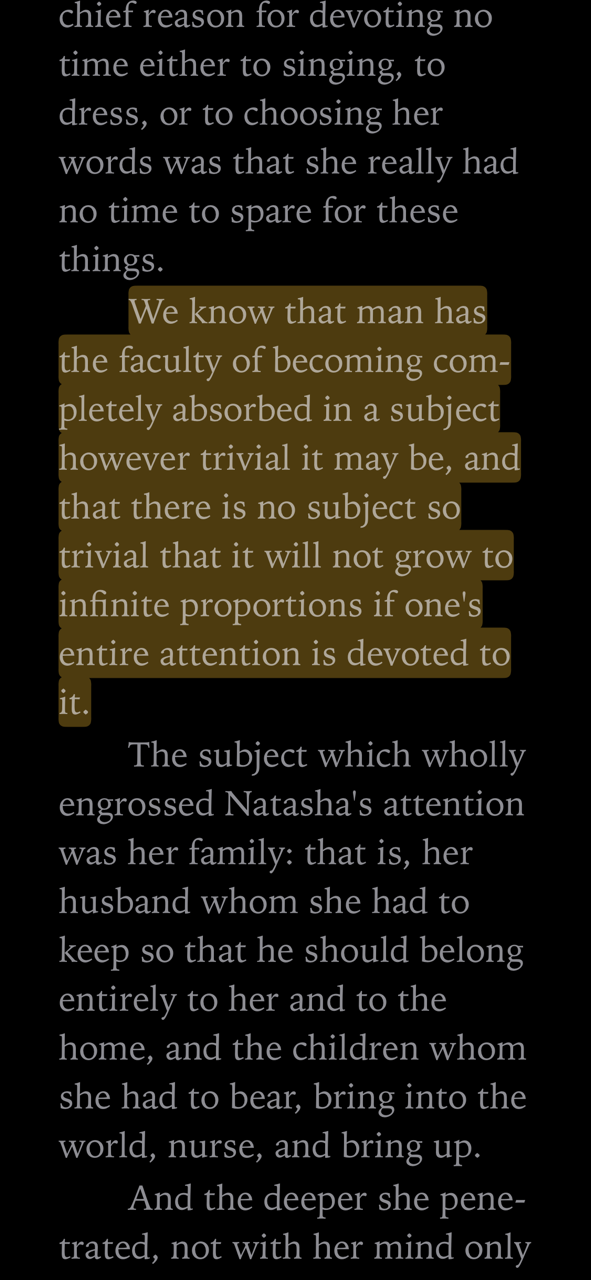 chief reason for devoting no
time either to singing, to
dress, or to choosing her
words was that she really had
no time to spare for these
things.
We know that man has
the faculty of becoming com-
pletely absorbed in a subject
however trivial it may be, and
that there is no subject so
trivial that it will not grow to
infinite proportions if one's
entire attention is devoted to
it.
The subject which wholly
engrossed Natasha's attention
was her family: that is, her
husband whom she had to
keep so that he should belong
entirely to her and to the
home, and the children whom
she had to bear, bring into the
world, nurse, and bring up.
And the deeper she pene-
trated, not with her mind only